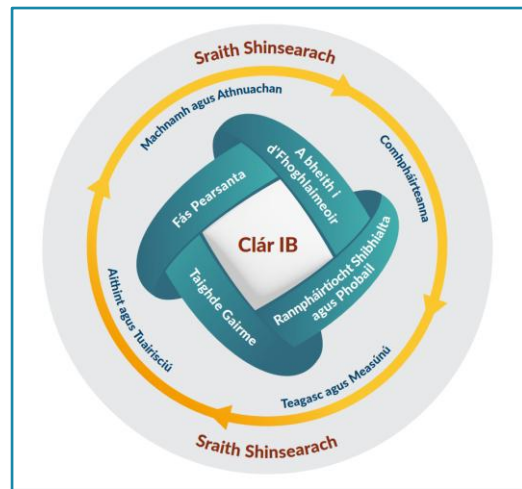 Sraith Shinsearach
Machnamh agus Athnuachan
Comhpháirteanna
A bheith i
d'Fhoghlaimeoir
Fás Pearsanta
Clár IB
Rannpháirtíocht Shibhialta
agus Phobail
Taighde Gairme
Aithint agus Tuairisciú
Teagasc agus Measúnú
Sraith Shinsearach